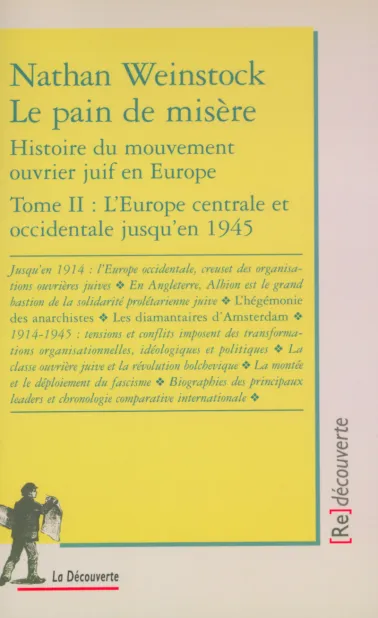 Nathan Weinstock
Le pain de misère
Histoire du mouvement
ouvrier juif en Europe
Tome II : L'Europe centrale et
occidentale jusqu'en 1945
Jusqu'en 1914 : l'Europe occidentale, creuset des organisa-
tions ouvrières juives ❖ En Angleterre, Albion est le grand
bastion de la solidarité prolétarienne juive ❖ L'hégémonie
des anarchistes ❖ Les diamantaires d'Amsterdam ❖
1914-1945 : tensions et conflits imposent des transforma-
tions organisationnelles, idéologiques et politiques ❖ La
classe ouvrière juive et la révolution bolchevique ❖ La montée
et le déploiement du fascisme ❖ Biographies des principaux
leaders et chronologie comparative internationale ❖
[Re]découverte
La Découverte